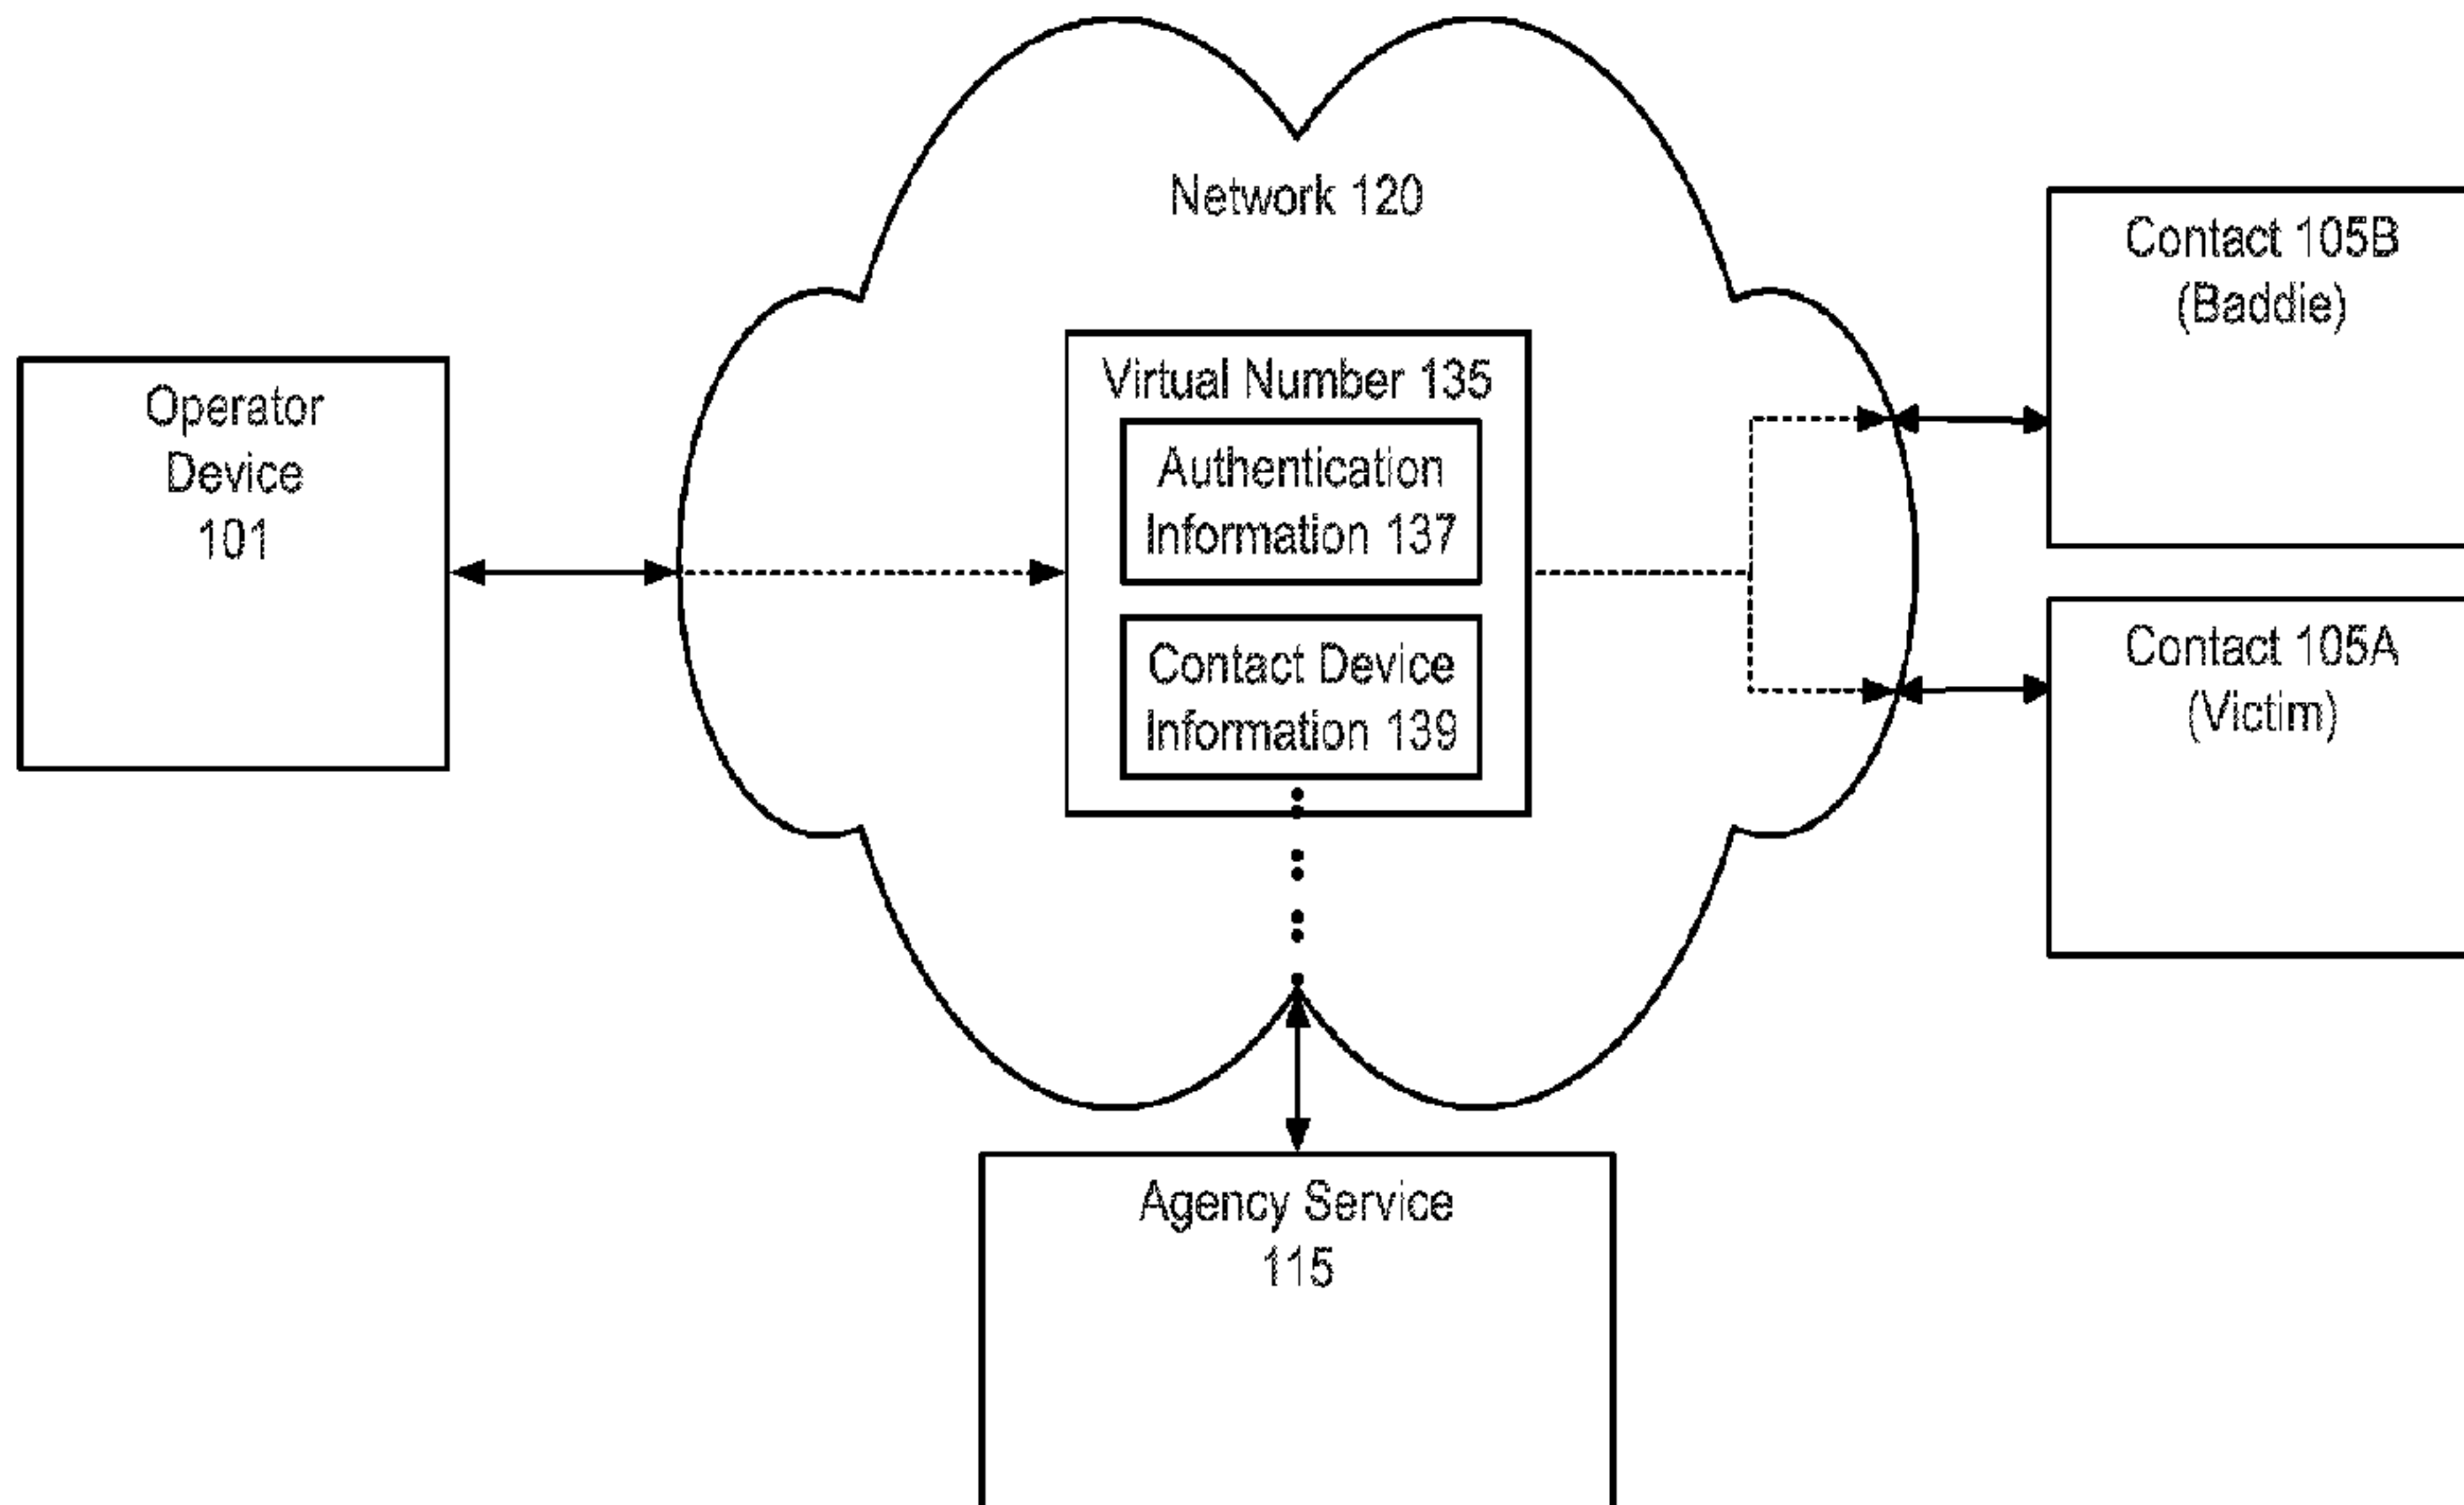 Network 120
Operator
Device
101
Virtual Number 135
Authentication
Information 137
Contact Device
Information 139
Contact 105B
(Baddie)
Contact 105A
(Victim)
Agency Service
115